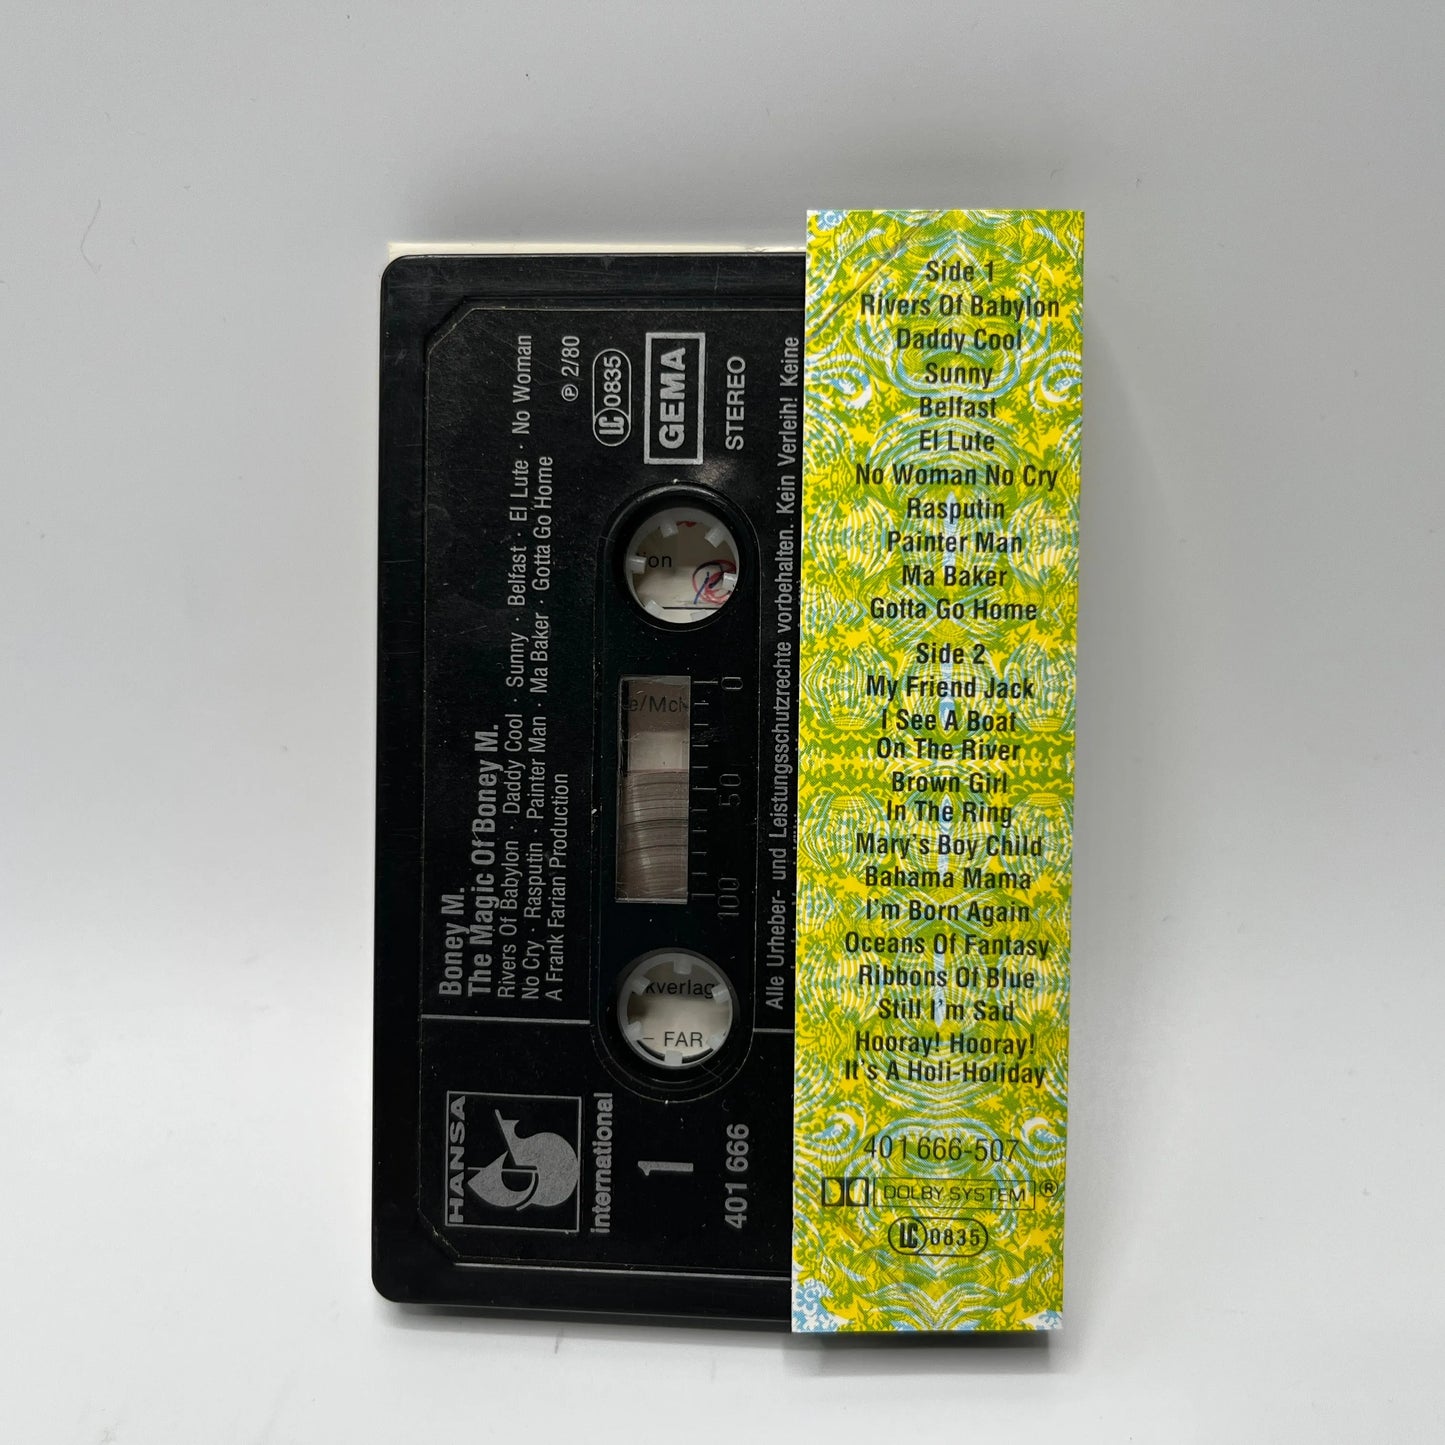 Boney M.
The Magic Of Boney M.
Rivers Of Babylon · Daddy Cool · Sunny · Belfast · El Lute · No Woman
No Cry · Rasputin · Painter Man · Ma Baker · Gotta Go Home
A Frank Farian Production
℗ 2/80
LC 0835
GEMA
STEREO
HANSA
international
1
401 666
100 50 0
Alle Urheber- und Leistungsschutzrechte vorbehalten. Kein Verleih! Keine
ion
e/Mc
kverlag
– FAR
Side 1
Rivers Of Babylon
Daddy Cool
Sunny
Belfast
El Lute
No Woman No Cry
Rasputin
Painter Man
Ma Baker
Gotta Go Home
Side 2
My Friend Jack
I See A Boat
On The River
Brown Girl
In The Ring
Mary's Boy Child
Bahama Mama
I'm Born Again
Oceans Of Fantasy
Ribbons Of Blue
Still I'm Sad
Hooray! Hooray!
It's A Holi-Holiday
401 666-507
DOLBY SYSTEM ®
LC 0835